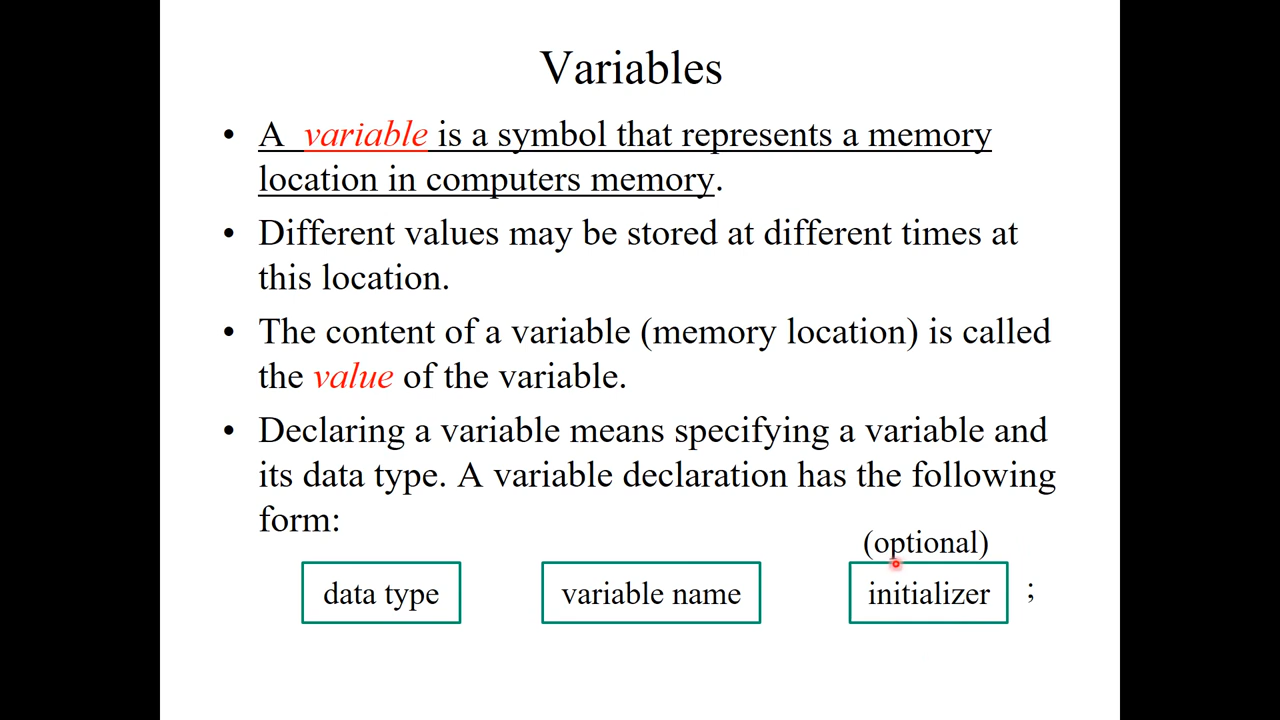 Variables
• A variable is a symbol that represents a memory
location in computers memory.
• Different values may be stored at different times at
this location.
• The content of a variable (memory location) is called
the value of the variable.
• Declaring a variable means specifying a variable and
its data type. A variable declaration has the following
form:
(optional)
data type variable name initializer ;